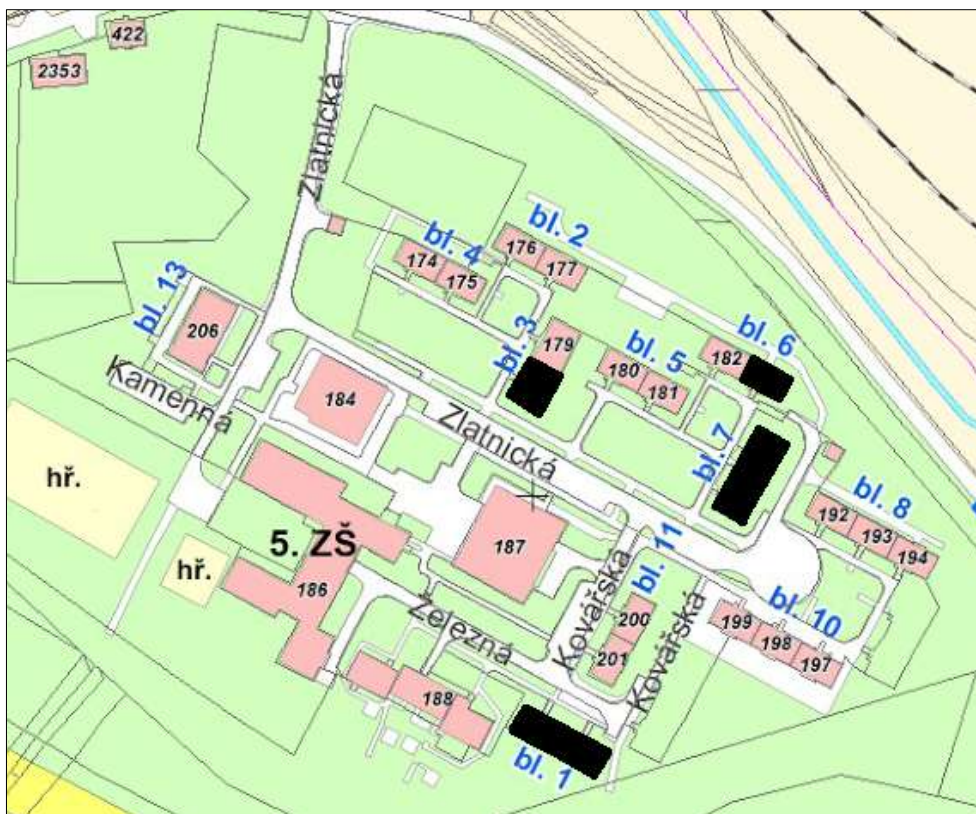 422
2353
Zlatnická
bl. 2
176
177
bl. 4
174
175
bl. 13
206
bl. 3
179
bl. 5
180
181
bl. 6
182
Kamenná
184
Zlatnická
bl. 7
hř.
5. ZŠ
187
bl. 8
192
193
194
hř.
186
Kovářská
bl. 11
200
201
Kovářská
bl. 10
199
198
197
Železná
188
bl. 1